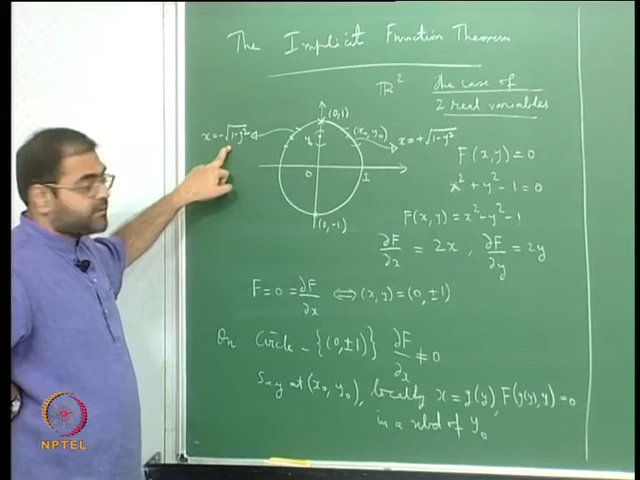 The Implicit Function Theorem
ℝ² the case of
2 real variables
(0,1)
x=-√1-y² y₀ (x₀,y₀) x=+√1-y²
0 1
F(x,y)=0
x²+y²-1=0
(0,-1)
F(x,y)=x²-y²-1
∂F/∂x = 2x, ∂F/∂y = 2y
F=0=∂F/∂x ⟺ (x,y)=(0,±1)
On Circle - {(0,±1)} ∂F/∂x ≠0
Say at (x₀,y₀), locally x=g(y), F(g(y),y)=0
in a nbd of y₀
NPTEL